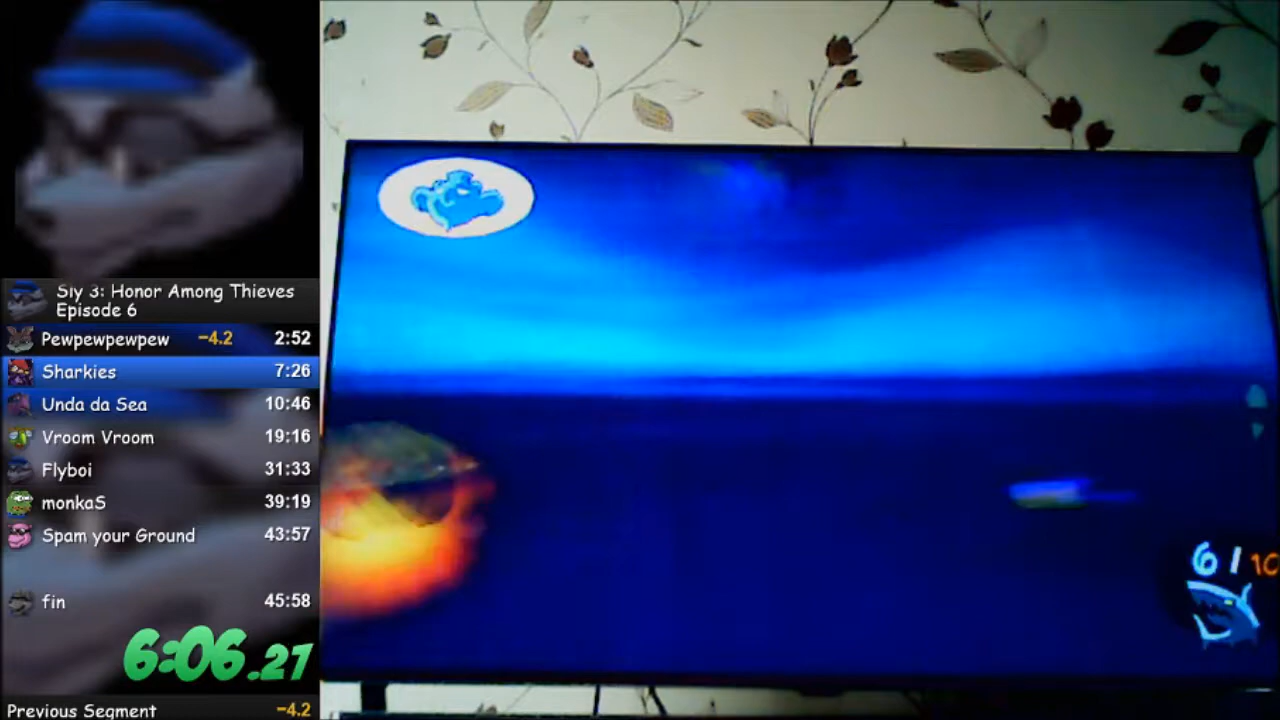 Sly 3: Honor Among Thieves
Episode 6
Pewpewpewpew −4.2 2:52
Sharkies 7:26
Unda da Sea 10:46
Vroom Vroom 19:16
Flyboi 31:33
monkaS 39:19
Spam your Ground 43:57
6/10
fin 45:58
6:06.27
Previous Segment −4.2